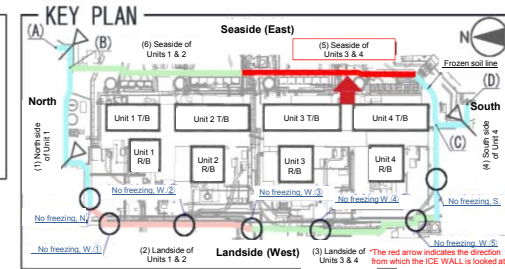 KEY PLAN
(A)
(B)
(6) Seaside of
Units 1 & 2
Seaside (East)
(5) Seaside of
Units 3 & 4
N
Frozen soil line
(D)
North
(1) North side
of Unit 1
Unit 1 T/B
Unit 2 T/B
Unit 3 T/B
Unit 4 T/B
South
(4) South side
of Unit 4
(C)
Unit 1
R/B
Unit 2
R/B
Unit 3
R/B
Unit 4
R/B
No freezing, N.
No freezing, W.②
No freezing, W.③
No freezing, W.④
No freezing, S.
No freezing, W.①
(2) Landside of
Units 1 & 2
Landside (West)
(3) Landside of
Units 3 & 4
No freezing, W.⑤
*The red arrow indicates the direction
from which the ICE WALL is looked at